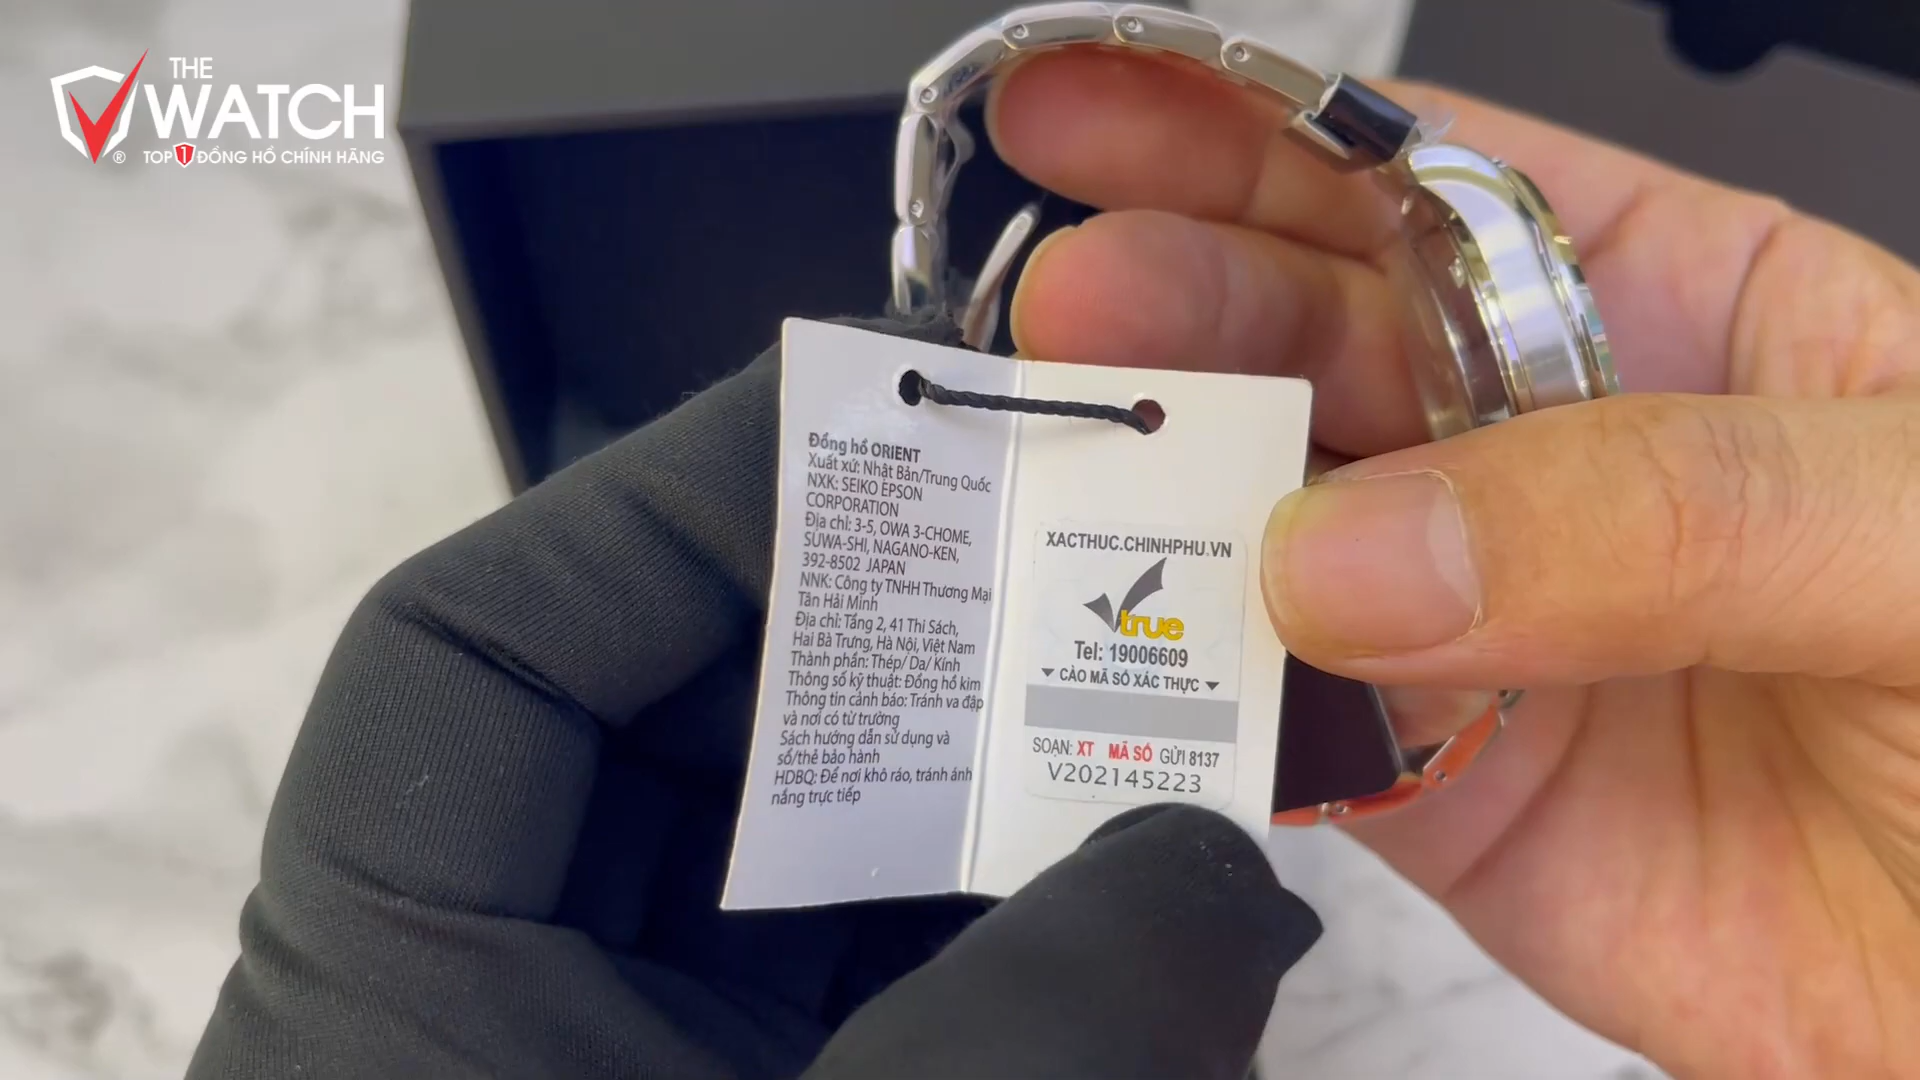 THE
WATCH
®
TOP 1 ĐỒNG HỒ CHÍNH HÃNG
Đồng hồ ORIENT
Xuất xứ: Nhật Bản/Trung Quốc
NXK: SEIKO EPSON
CORPORATION
Địa chỉ: 3-5, OWA 3-CHOME,
SUWA-SHI, NAGANO-KEN,
392-8502 JAPAN
NNK: Công ty TNHH Thương Mại
Tân Hải Minh
Địa chỉ: Tầng 2, 41 Thi Sách,
Hai Bà Trưng, Hà Nội, Việt Nam
Thành phần: Thép/ Da/ Kính
Thông số kỹ thuật: Đồng hồ kim
Thông tin cảnh báo: Tránh va đập
và nơi có từ trường
Sách hướng dẫn sử dụng và
sổ/thẻ bảo hành
HDBQ: Để nơi khô ráo, tránh ánh
nắng trực tiếp
XACTHUC.CHINHPHU.VN
true
Tel: 19006609
CÀO MÃ SỐ XÁC THỰC
SOẠN: XT MÃ SỐ GỬI 8137
V202145223